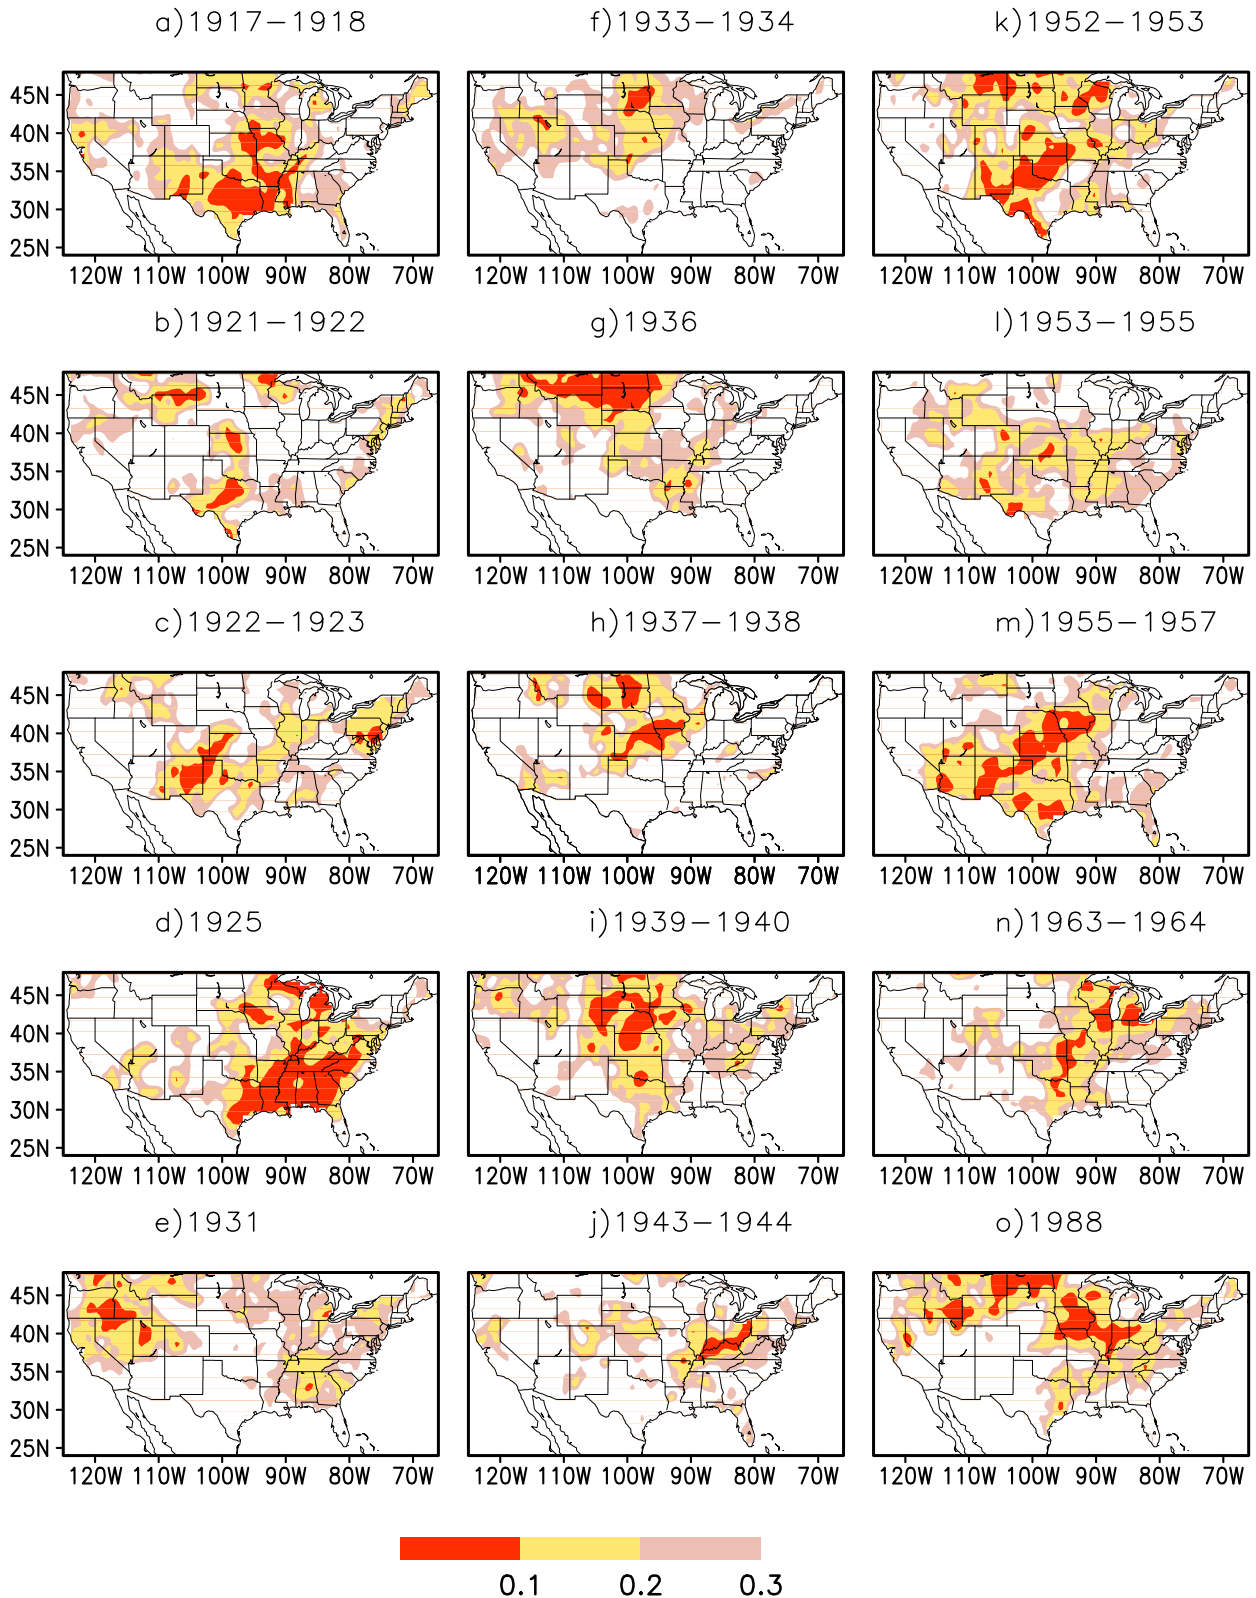 a)1917−1918 f)1933−1934 k)1952−1953
45N
40N
35N
30N
25N
120W 110W 100W 90W 80W 70W 120W 110W 100W 90W 80W 70W 120W 110W 100W 90W 80W 70W
b)1921−1922 g)1936 l)1953−1955
45N
40N
35N
30N
25N
120W 110W 100W 90W 80W 70W 120W 110W 100W 90W 80W 70W 120W 110W 100W 90W 80W 70W
c)1922−1923 h)1937−1938 m)1955−1957
45N
40N
35N
30N
25N
120W 110W 100W 90W 80W 70W 120W 110W 100W 90W 80W 70W 120W 110W 100W 90W 80W 70W
d)1925 i)1939−1940 n)1963−1964
45N
40N
35N
30N
25N
120W 110W 100W 90W 80W 70W 120W 110W 100W 90W 80W 70W 120W 110W 100W 90W 80W 70W
e)1931 j)1943−1944 o)1988
45N
40N
35N
30N
25N
120W 110W 100W 90W 80W 70W 120W 110W 100W 90W 80W 70W 120W 110W 100W 90W 80W 70W
0.1 0.2 0.3